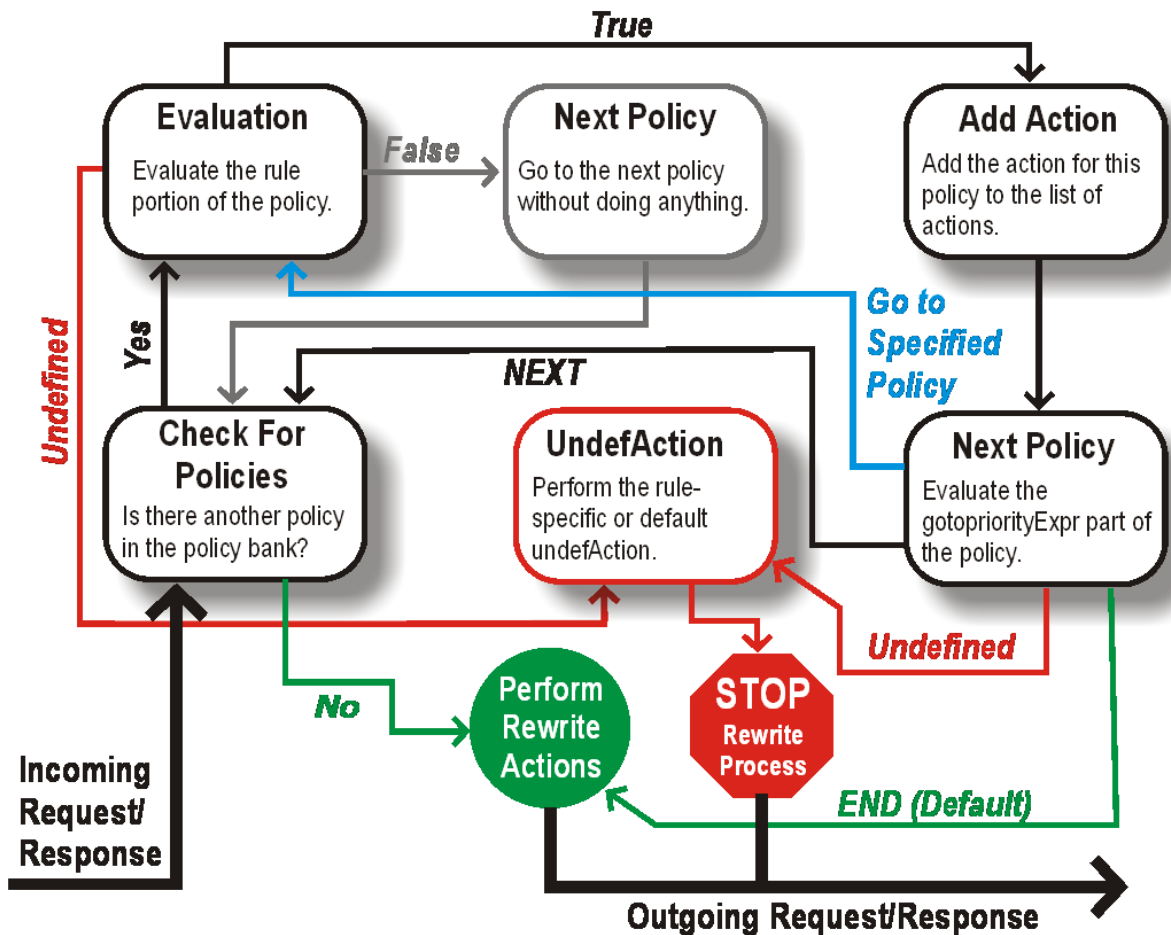 True
Evaluation
Evaluate the rule
portion of the policy.
False
Next Policy
Go to the next policy
without doing anything.
Add Action
Add the action for this
policy to the list of
actions.
Undefined
Yes
NEXT
Go to
Specified
Policy
Check For
Policies
Is there another policy
in the policy bank?
UndefAction
Perform the rule-
specific or default
undefAction.
Next Policy
Evaluate the
gotopriorityExpr part of
the policy.
Undefined
No
Perform
Rewrite
Actions
STOP
Rewrite
Process
END (Default)
Incoming
Request/
Response
Outgoing Request/Response